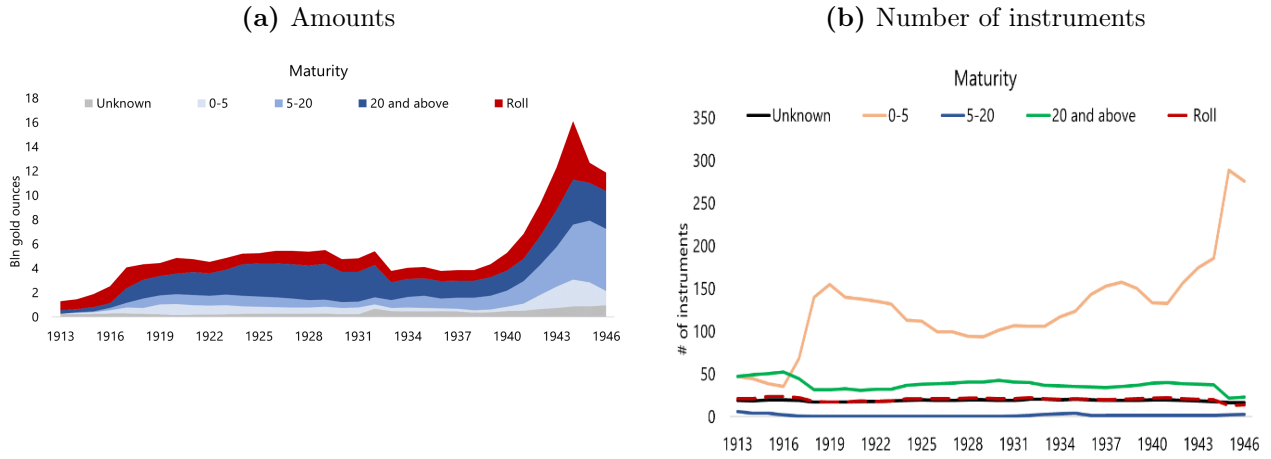 (a) Amounts
Maturity
Unknown 0-5 5-20 20 and above Roll
Bln gold ounces
18
16
14
12
10
8
6
4
2
0
1913 1916 1919 1922 1925 1928 1931 1934 1937 1940 1943 1946
(b) Number of instruments
Maturity
Unknown 0-5 5-20 20 and above Roll
# of instruments
350
300
250
200
150
100
50
0
1913 1916 1919 1922 1925 1928 1931 1934 1937 1940 1943 1946